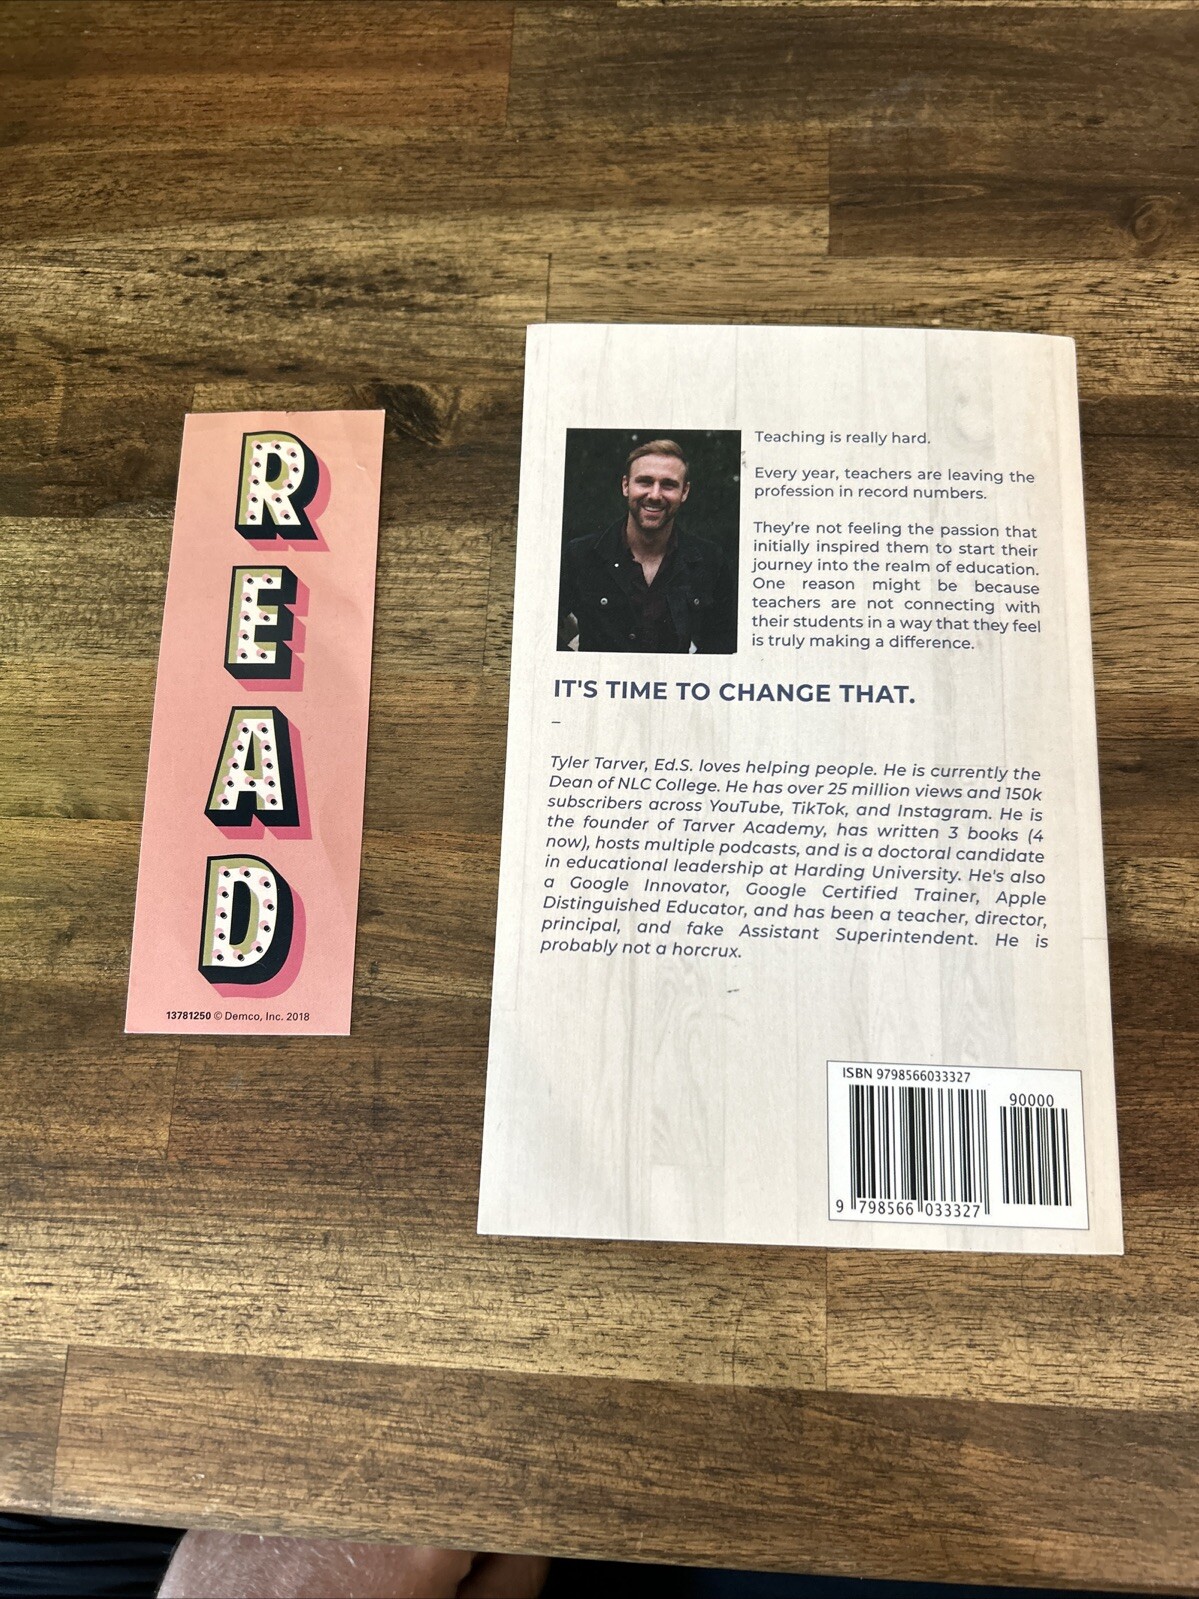 READ
13781250 © Demco, Inc. 2018
Teaching is really hard.
Every year, teachers are leaving the
profession in record numbers.
They're not feeling the passion that
initially inspired them to start their
journey into the realm of education.
One reason might be because
teachers are not connecting with
their students in a way that they feel
is truly making a difference.
IT'S TIME TO CHANGE THAT.
–
Tyler Tarver, Ed.S. loves helping people. He is currently the
Dean of NLC College. He has over 25 million views and 150k
subscribers across YouTube, TikTok, and Instagram. He is
the founder of Tarver Academy, has written 3 books (4
now), hosts multiple podcasts, and is a doctoral candidate
in educational leadership at Harding University. He's also
a Google Innovator, Google Certified Trainer, Apple
Distinguished Educator, and has been a teacher, director,
principal, and fake Assistant Superintendent. He is
probably not a horcrux.
ISBN 9798566033327
90000
9 798566 033327